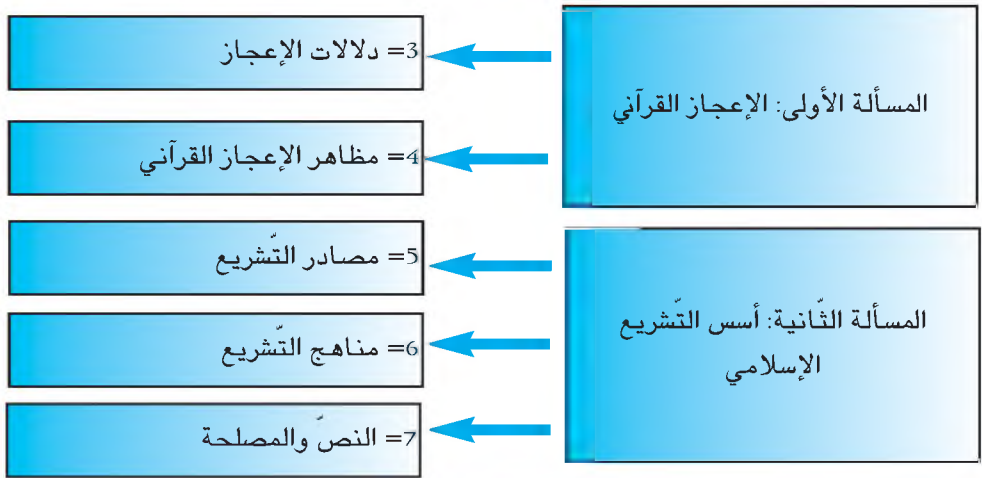 المسألة الأولى: الإعجاز القرآني
3= دلالات الإعجاز
4= مظاهر الإعجاز القرآني
المسألة الثّانية: أسس التّشريع
الإسلامي
5= مصادر التّشريع
6= مناهج التّشريع
7= النصّ والمصلحة